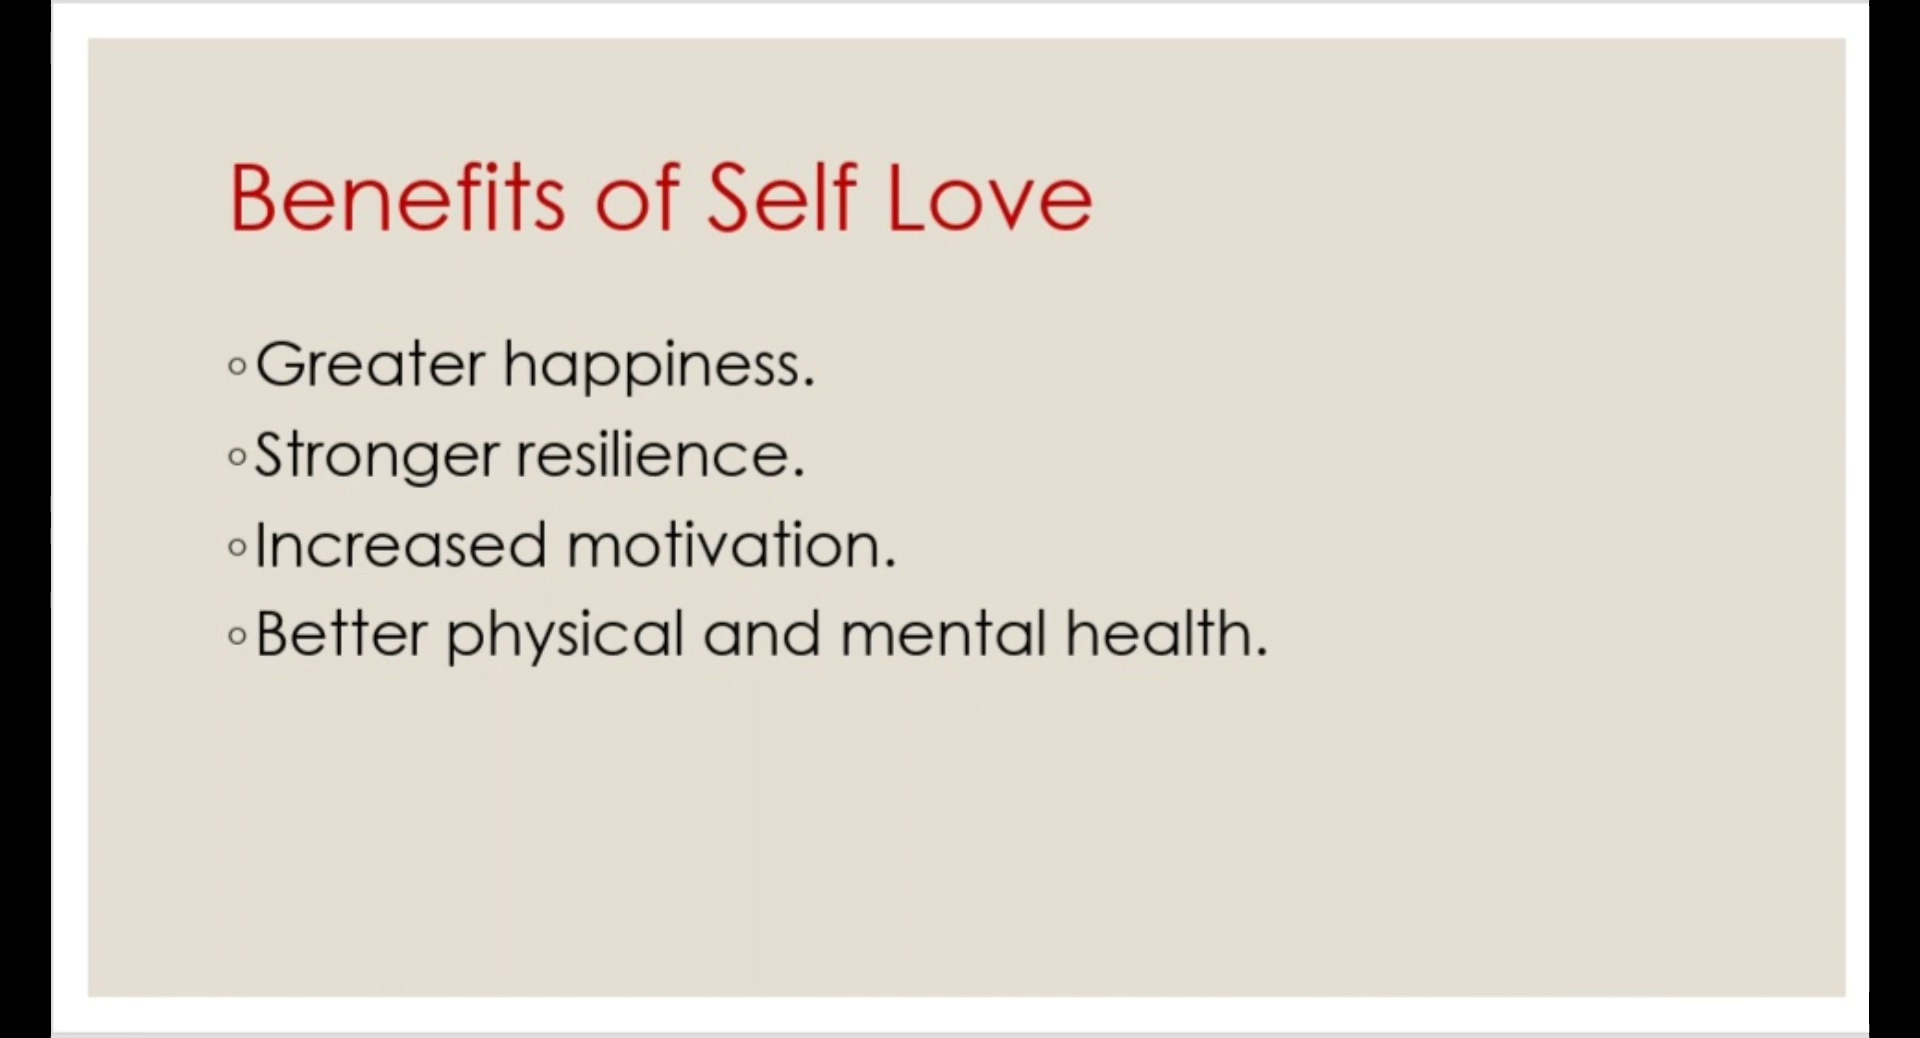 Benefits of Self Love
◦Greater happiness.
◦Stronger resilience.
◦Increased motivation.
◦Better physical and mental health.